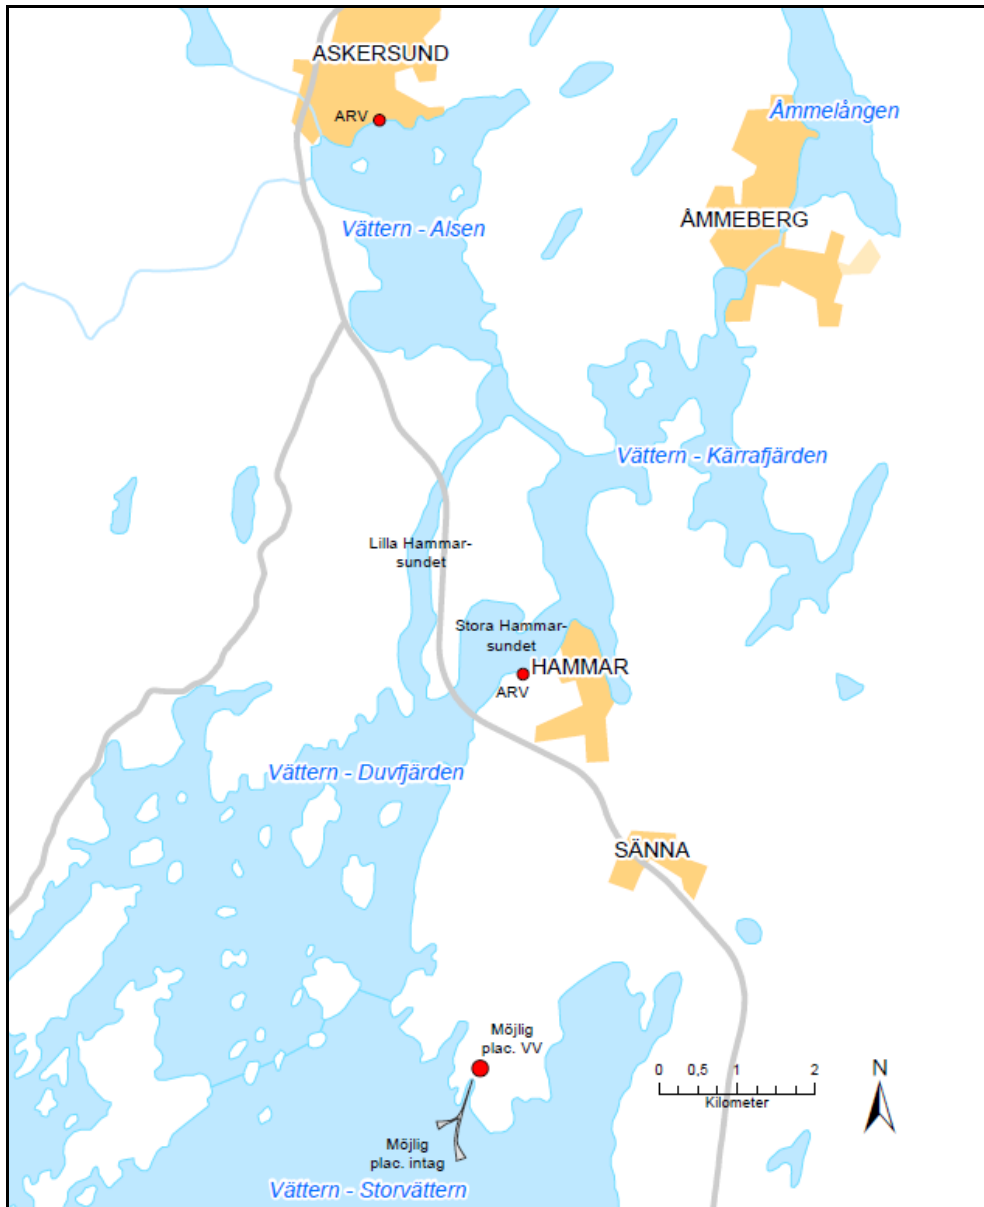 ASKERSUND
ARV
Åmmelången
Vättern - Alsen
ÅMMEBERG
Vättern - Kärrafjärden
Lilla Hammar-
sundet
Stora Hammar-
sundet
HAMMAR
ARV
Vättern - Duvfjärden
SÄNNA
Möjlig
plac. VV
0 0,5 1 2
Kilometer
N
Möjlig
plac. intag
Vättern - Storvättern